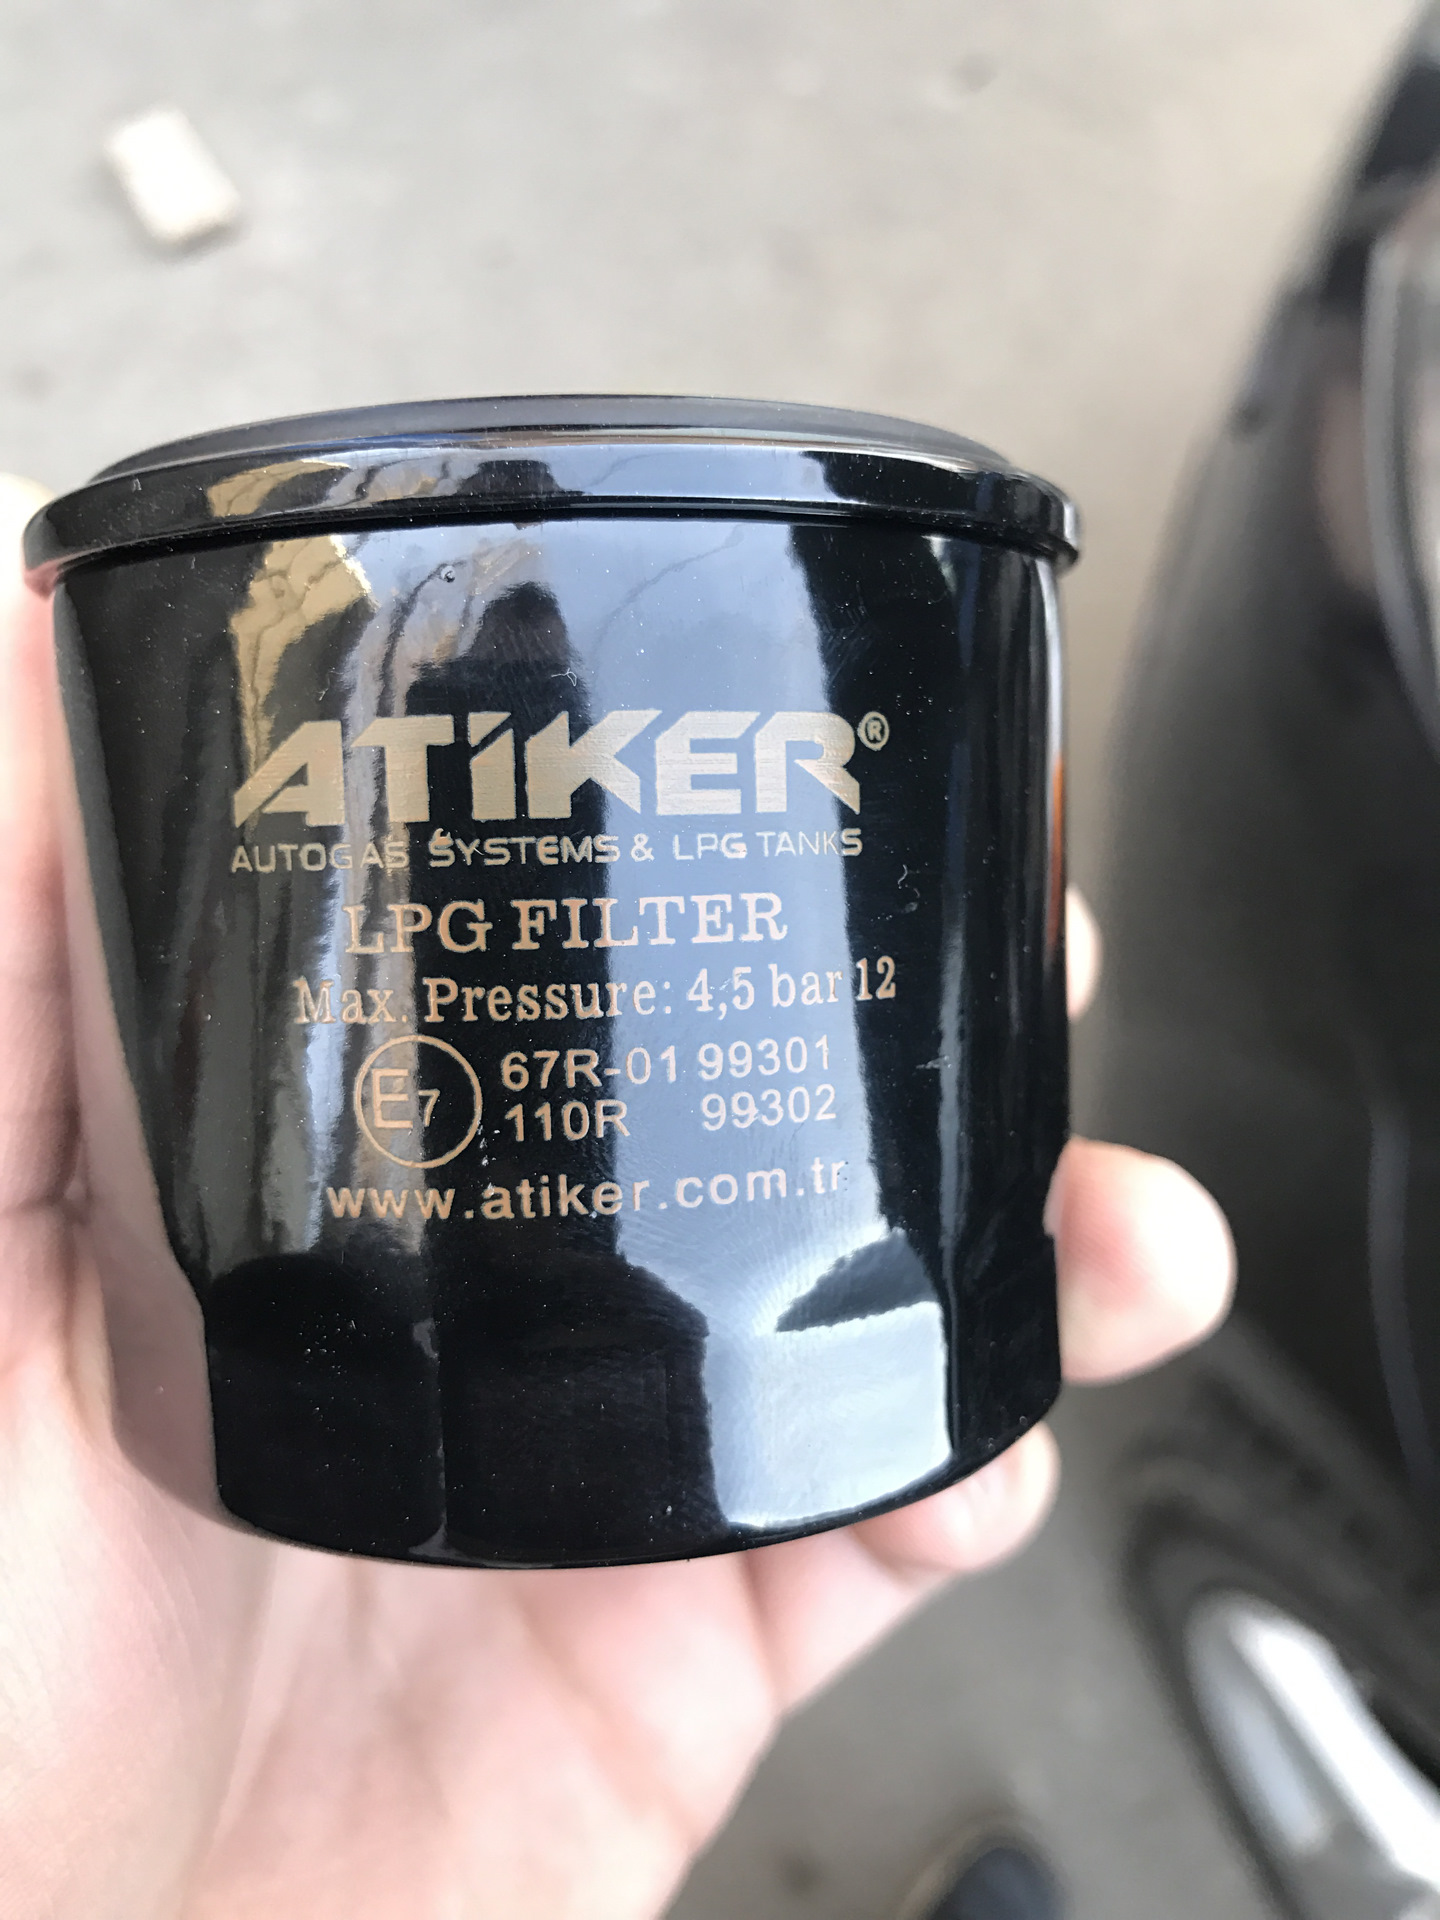 ATiKER®
AUTOGAS SYSTEMS & LPG TANKS
LPG FILTER
Max. Pressure: 4,5 bar 12
E7 67R-01 99301
110R 99302
www.atiker.com.tr